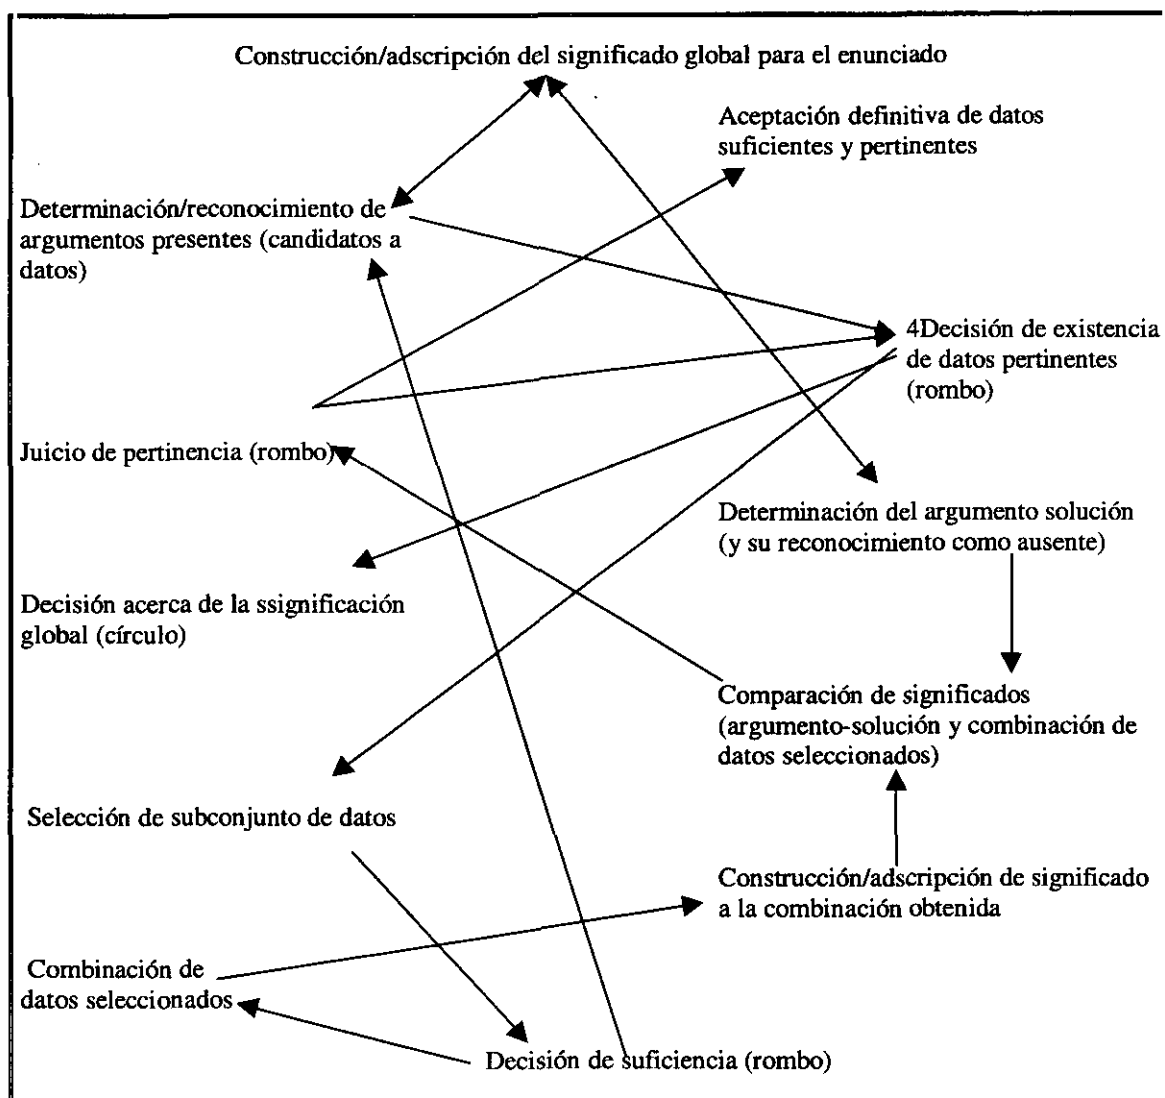 Construcción/adscripción del significado global para el enunciado
Aceptación definitiva de datos
suficientes y pertinentes
Determinación/reconocimiento de
argumentos presentes (candidatos a
datos)
4Decisión de existencia
de datos pertinentes
(rombo)
Juicio de pertinencia (rombo)
Determinación del argumento solución
(y su reconocimiento como ausente)
Decisión acerca de la ssignificación
global (círculo)
Comparación de significados
(argumento-solución y combinación de
datos seleccionados)
Selección de subconjunto de datos
Construcción/adscripción de significado
a la combinación obtenida
Combinación de
datos seleccionados
Decisión de suficiencia (rombo)